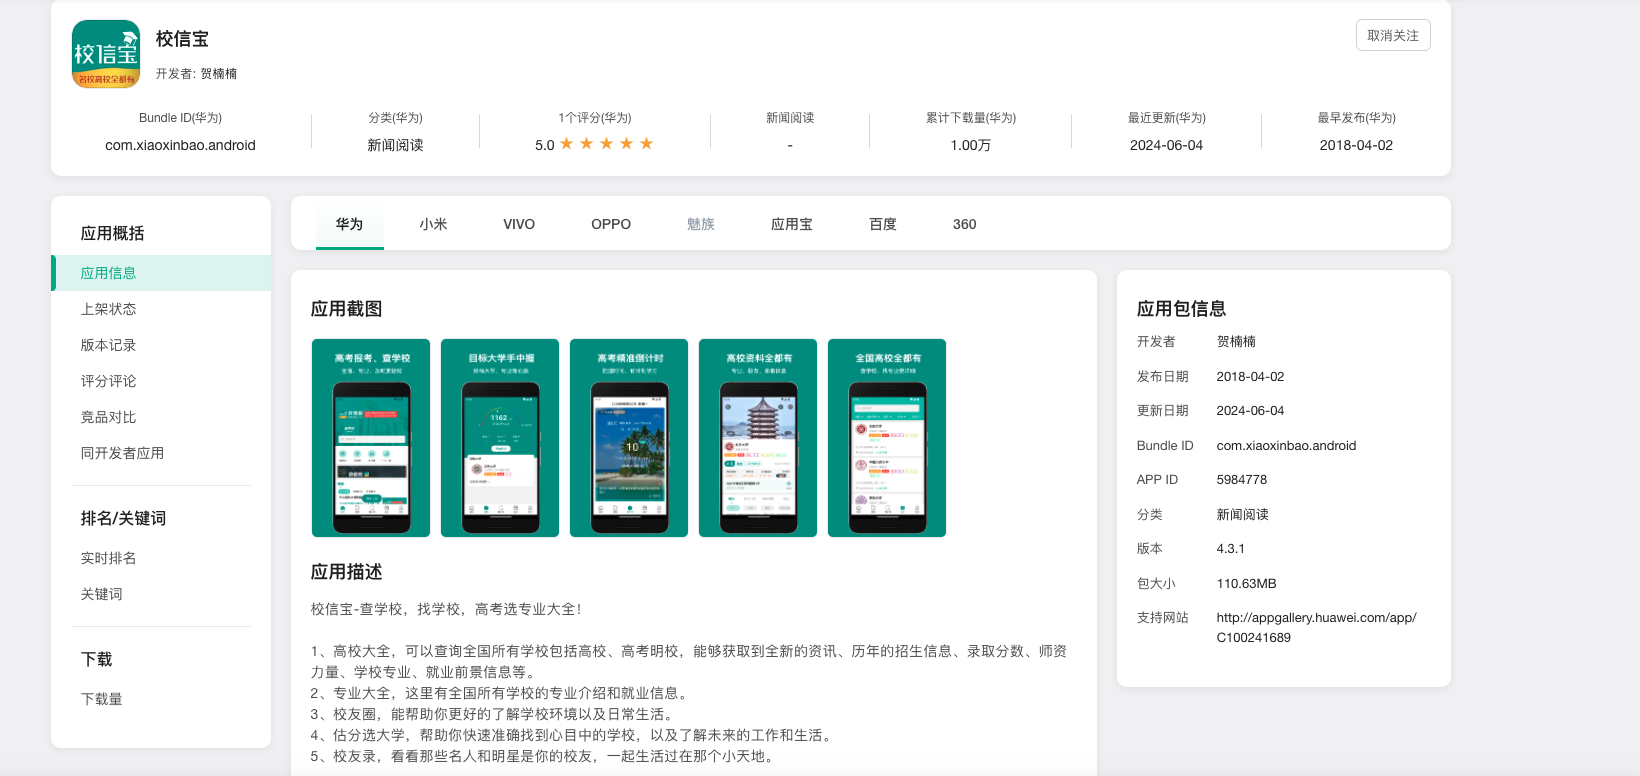 校信宝
名校高校全都有
校信宝
开发者: 贺楠楠
取消关注
Bundle ID(华为)
com.xiaoxinbao.android
分类(华为)
新闻阅读
1个评分(华为)
5.0
新闻阅读
-
累计下载量(华为)
1.00万
最近更新(华为)
2024-06-04
最早发布(华为)
2018-04-02
应用概括
应用信息
上架状态
版本记录
评分评论
竞品对比
同开发者应用
排名/关键词
实时排名
关键词
下载
下载量
华为
小米
VIVO
OPPO
魅族
应用宝
百度
360
应用截图
高考报考、查学校
目标大学手中握
高考精准倒计时
高校资料全都有
全国高校全都有
1162
10
应用描述
校信宝-查学校，找学校，高考选专业大全！
1、高校大全，可以查询全国所有学校包括高校、高考明校，能够获取到全新的资讯、历年的招生信息、录取分数、师资
力量、学校专业、就业前景信息等。
2、专业大全，这里有全国所有学校的专业介绍和就业信息。
3、校友圈，能帮助你更好的了解学校环境以及日常生活。
4、估分选大学，帮助你快速准确找到心目中的学校，以及了解未来的工作和生活。
5、校友录，看看那些名人和明星是你的校友，一起生活过在那个小天地。
应用包信息
开发者 贺楠楠
发布日期 2018-04-02
更新日期 2024-06-04
Bundle ID com.xiaoxinbao.android
APP ID 5984778
分类 新闻阅读
版本 4.3.1
包大小 110.63MB
支持网站 http://appgallery.huawei.com/app/
C100241689